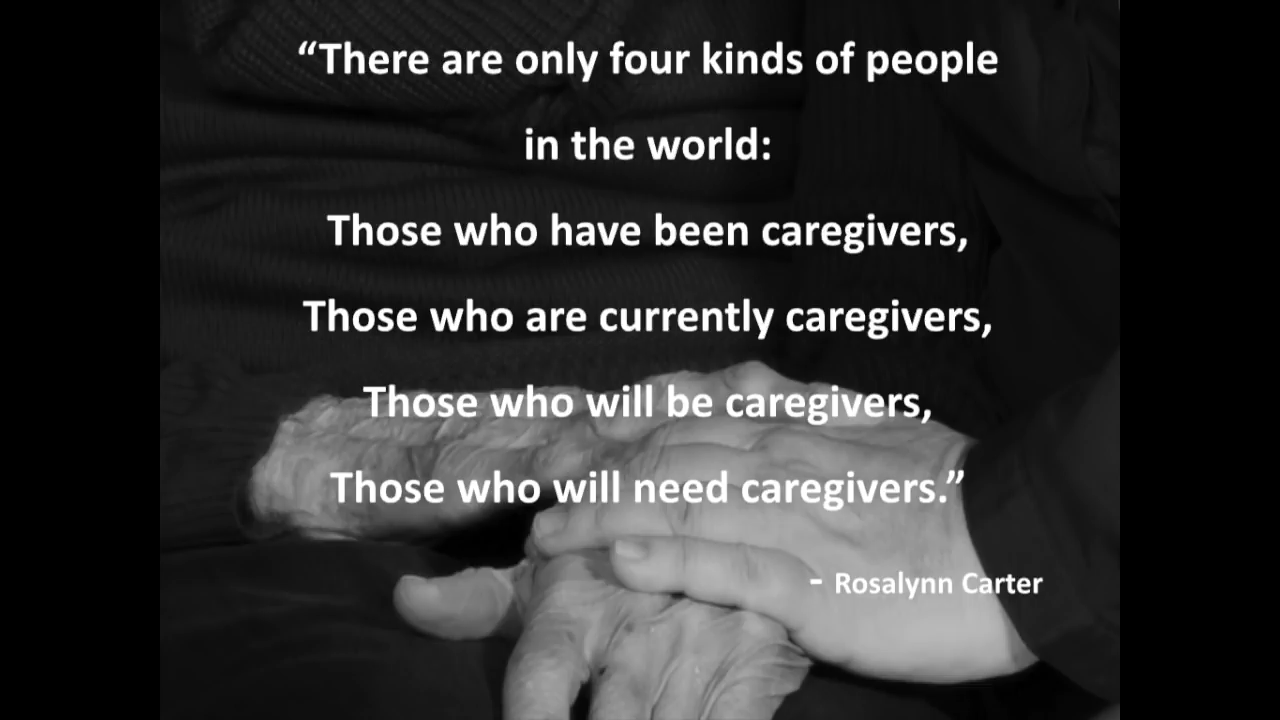 “There are only four kinds of people
in the world:
Those who have been caregivers,
Those who are currently caregivers,
Those who will be caregivers,
Those who will need caregivers.”
- Rosalynn Carter